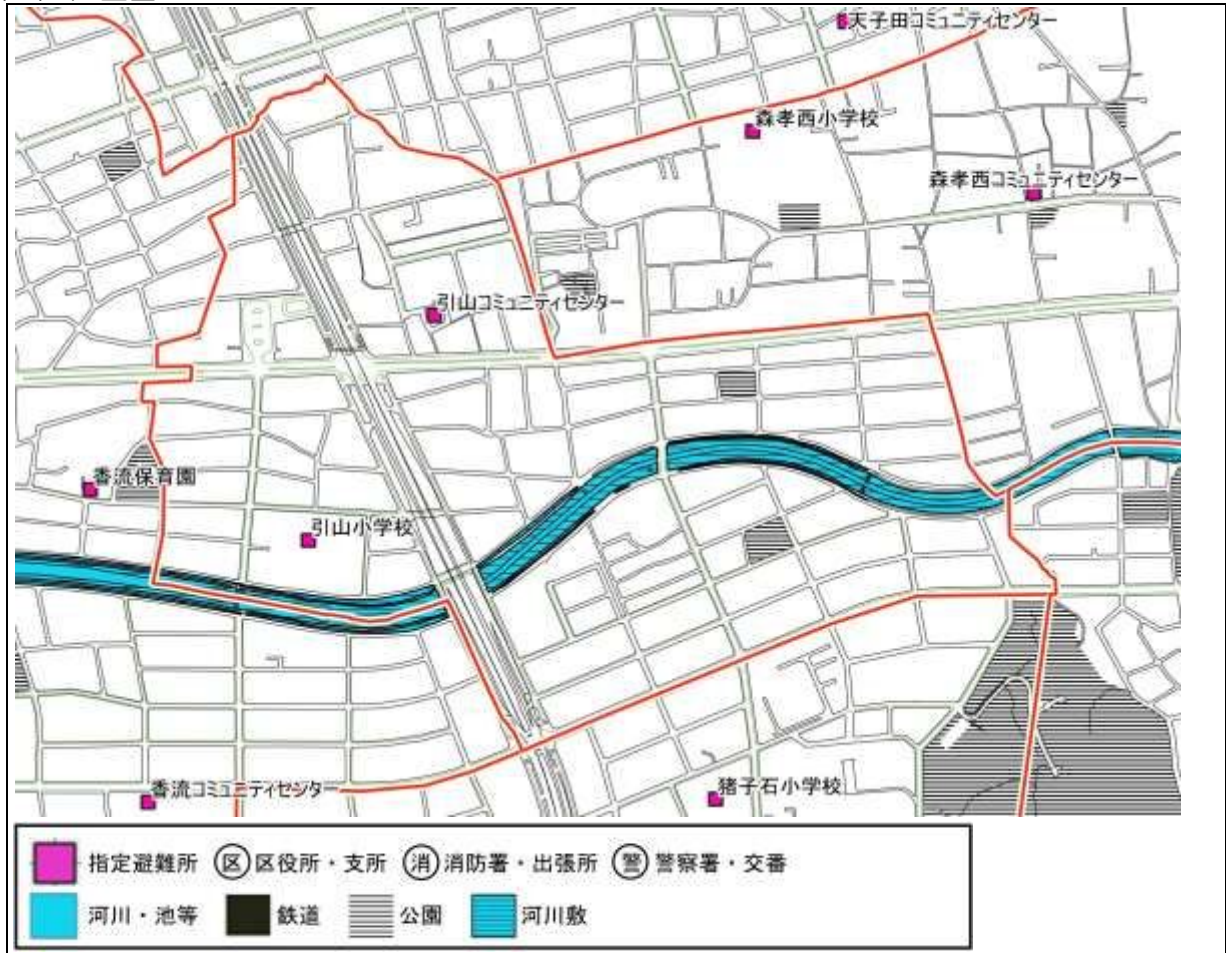 天子田コミュニティセンター
森孝西小学校
森孝西コミュニティセンター
引山コミュニティセンター
香流保育園
引山小学校
香流コミュニティセンター
猪子石小学校
指定避難所 区 区役所・支所 消 消防署・出張所 警 警察署・交番
河川・池等 鉄道 公園 河川敷